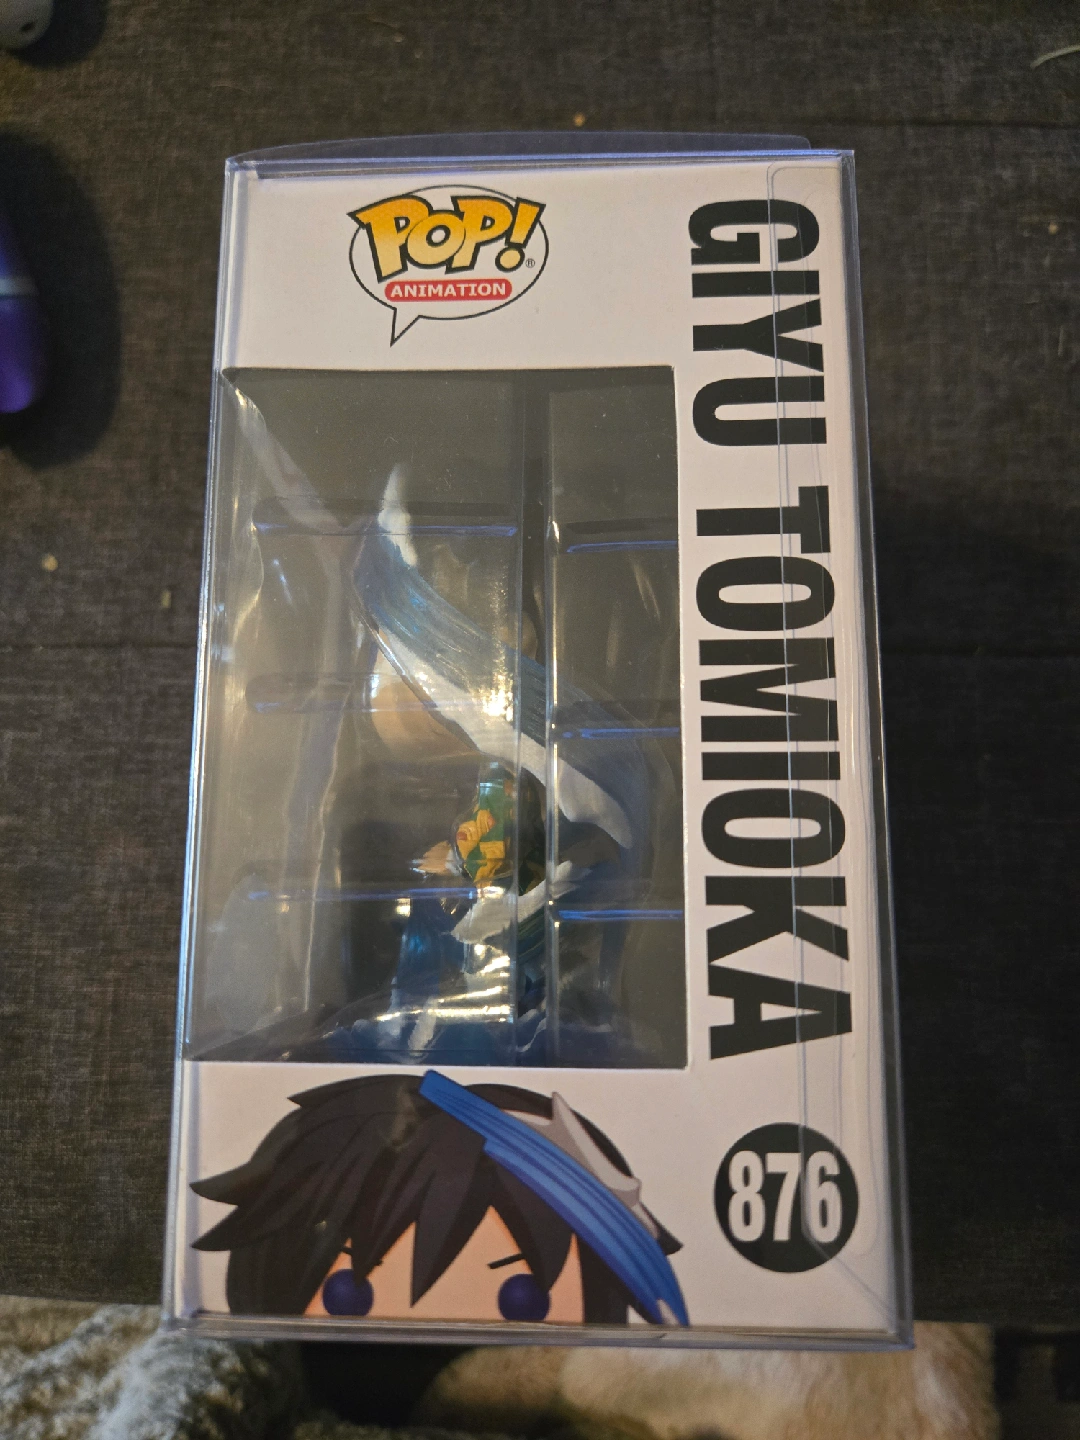 POP!®
ANIMATION
GIYU TOMIOKA
876